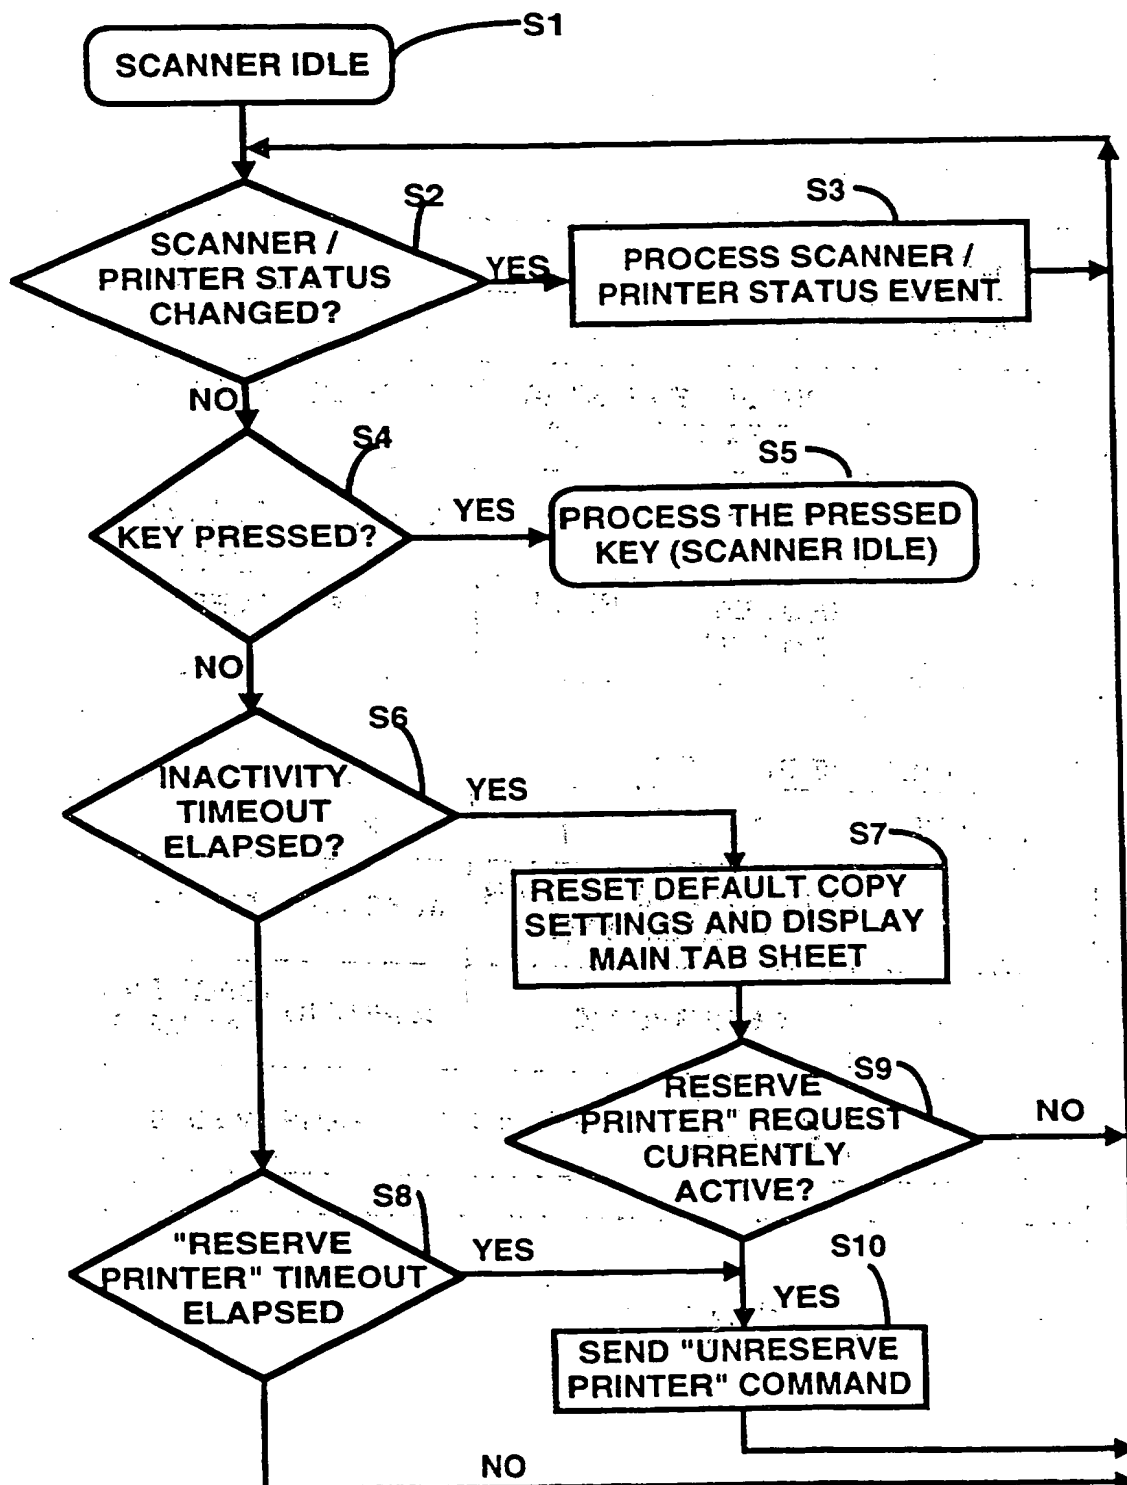 S1
SCANNER IDLE
S2
SCANNER /
PRINTER STATUS
CHANGED?
YES
S3
PROCESS SCANNER /
PRINTER STATUS EVENT
NO
S4
KEY PRESSED?
YES
S5
PROCESS THE PRESSED
KEY (SCANNER IDLE)
NO
S6
INACTIVITY
TIMEOUT
ELAPSED?
YES
S7
RESET DEFAULT COPY
SETTINGS AND DISPLAY
MAIN TAB SHEET
S9
RESERVE
PRINTER" REQUEST
CURRENTLY
ACTIVE?
NO
S8
"RESERVE
PRINTER" TIMEOUT
ELAPSED
YES
S10
YES
SEND "UNRESERVE
PRINTER" COMMAND
NO